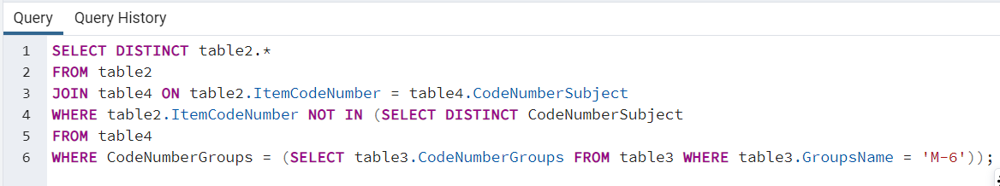 Query Query History
1 SELECT DISTINCT table2.*
2 FROM table2
3 JOIN table4 ON table2.ItemCodeNumber = table4.CodeNumberSubject
4 WHERE table2.ItemCodeNumber NOT IN (SELECT DISTINCT CodeNumberSubject
5 FROM table4
6 WHERE CodeNumberGroups = (SELECT table3.CodeNumberGroups FROM table3 WHERE table3.GroupsName = 'M-6'));